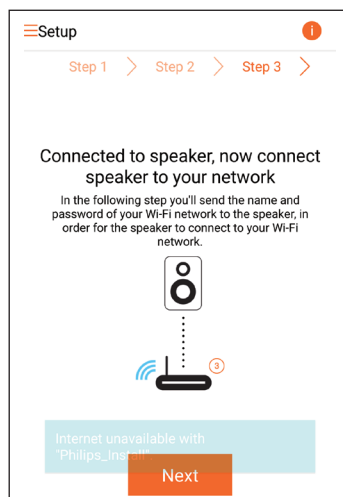 Setup
i
Step 1 Step 2 Step 3
Connected to speaker, now connect
speaker to your network
In the following step you'll send the name and
password of your Wi-Fi network to the speaker, in
order for the speaker to connect to your Wi-Fi
network.
3
Internet unavailable with
"Philips_Install".
Next